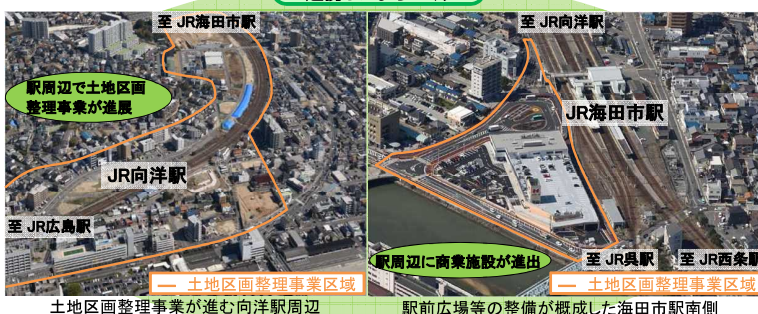 至 JR海田市駅
駅周辺で土地区画
整理事業が進展
JR向洋駅
至 JR広島駅
土地区画整理事業区域
土地区画整理事業が進む向洋駅周辺
至 JR向洋駅
JR海田市駅
駅周辺に商業施設が進出
至 JR呉駅
至 JR西条駅
土地区画整理事業区域
駅前広場等の整備が概成した海田市駅南側